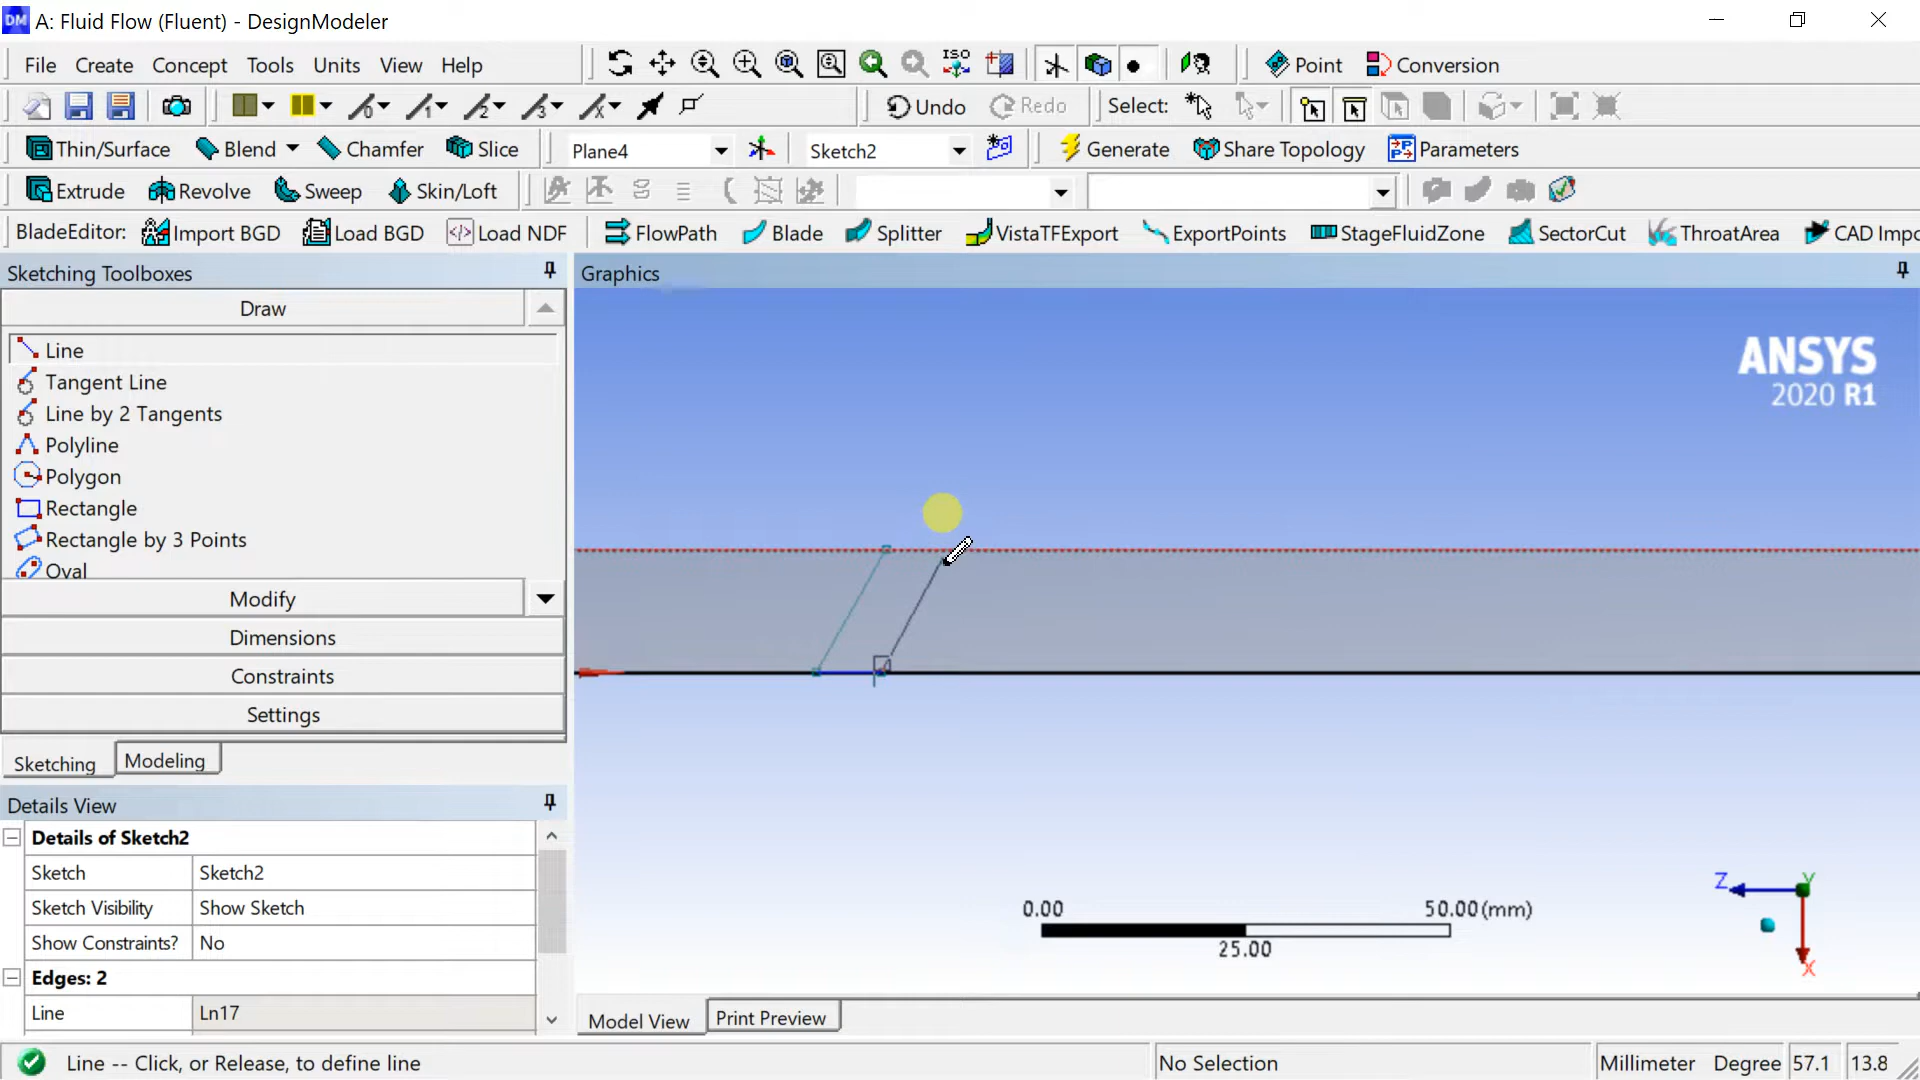 DM A: Fluid Flow (Fluent) - DesignModeler
File Create Concept Tools Units View Help ISO Point Conversion
Undo Redo Select:
Thin/Surface Blend Chamfer Slice Plane4 Sketch2 Generate Share Topology Parameters
Extrude Revolve Sweep Skin/Loft
BladeEditor: Import BGD Load BGD Load NDF FlowPath Blade Splitter VistaTFExport ExportPoints StageFluidZone SectorCut ThroatArea CAD Impo
Sketching Toolboxes
Graphics
Draw
Line
Tangent Line
Line by 2 Tangents
Polyline
Polygon
Rectangle
Rectangle by 3 Points
Oval
Modify
Dimensions
Constraints
Settings
Sketching Modeling
Details View
Details of Sketch2
Sketch Sketch2
Sketch Visibility Show Sketch
Show Constraints? No
Edges: 2
Line Ln17
ANSYS
2020 R1
0.00 50.00 (mm)
25.00
Z Y
X
Model View Print Preview
Line -- Click, or Release, to define line No Selection Millimeter Degree 57.1 13.8